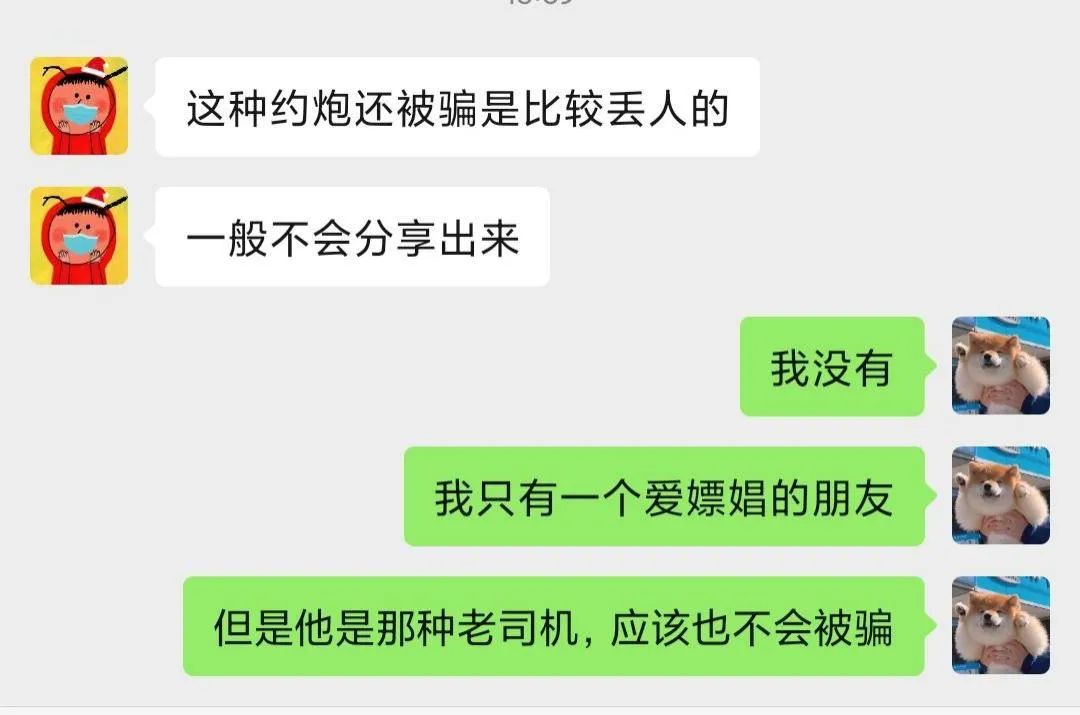 这种约炮还被骗是比较丢人的
一般不会分享出来
我没有
我只有一个爱嫖娼的朋友
但是他是那种老司机，应该也不会被骗